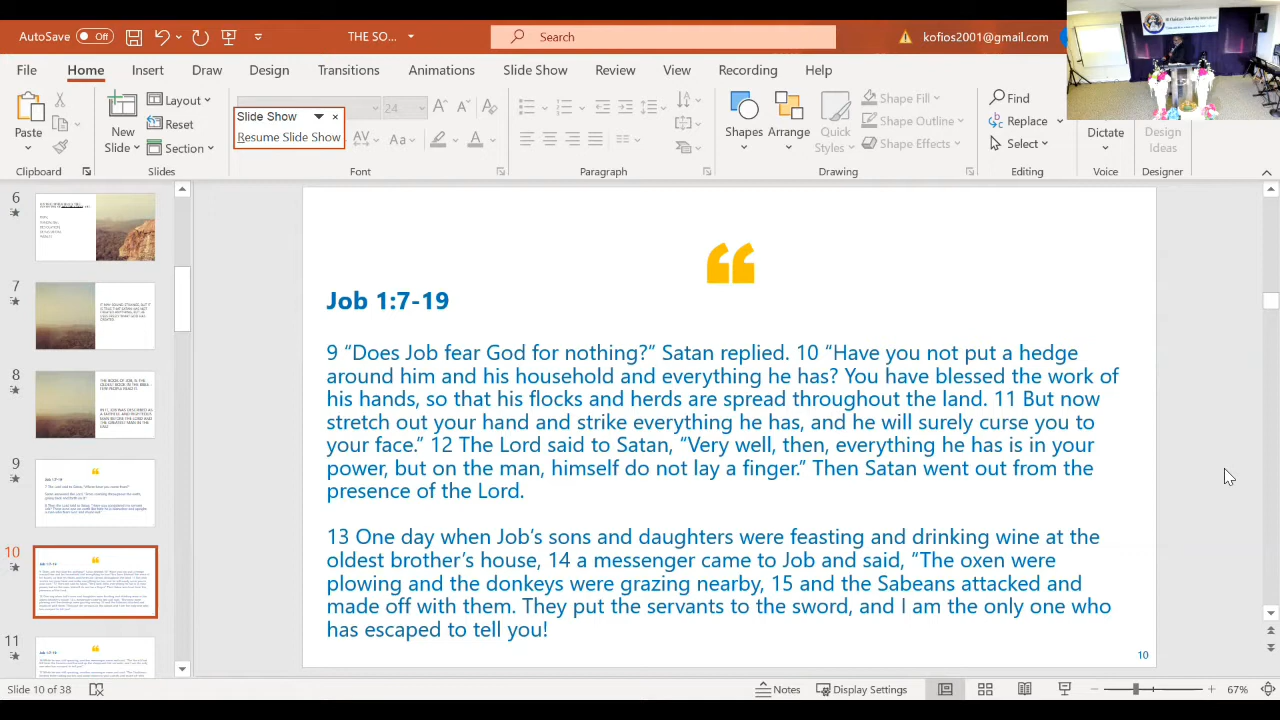 AutoSave Off THE SO... Search kofios2001@gmail.com
File Home Insert Draw Design Transitions Animations Slide Show Review View Recording Help
Paste
New Slide
Layout
Reset
Section
24
Slide Show
Resume Slide Show
AV Aa A
Shapes
Arrange
Quick Styles
Shape Fill
Shape Outline
Shape Effects
Find
Replace
Select
Dictate
Design Ideas
Clipboard Slides Font Paragraph Drawing Editing Voice Designer
6
7
8
9
10
11
Job 1:7-19
9 “Does Job fear God for nothing?” Satan replied. 10 “Have you not put a hedge
around him and his household and everything he has? You have blessed the work of
his hands, so that his flocks and herds are spread throughout the land. 11 But now
stretch out your hand and strike everything he has, and he will surely curse you to
your face.” 12 The Lord said to Satan, “Very well, then, everything he has is in your
power, but on the man, himself do not lay a finger.” Then Satan went out from the
presence of the Lord.
13 One day when Job’s sons and daughters were feasting and drinking wine at the
oldest brother’s house, 14 a messenger came to Job and said, “The oxen were
plowing and the donkeys were grazing nearby, 15 and the Sabeans attacked and
made off with them. They put the servants to the sword, and I am the only one who
has escaped to tell you!
10
Slide 10 of 38 Notes Display Settings 67%